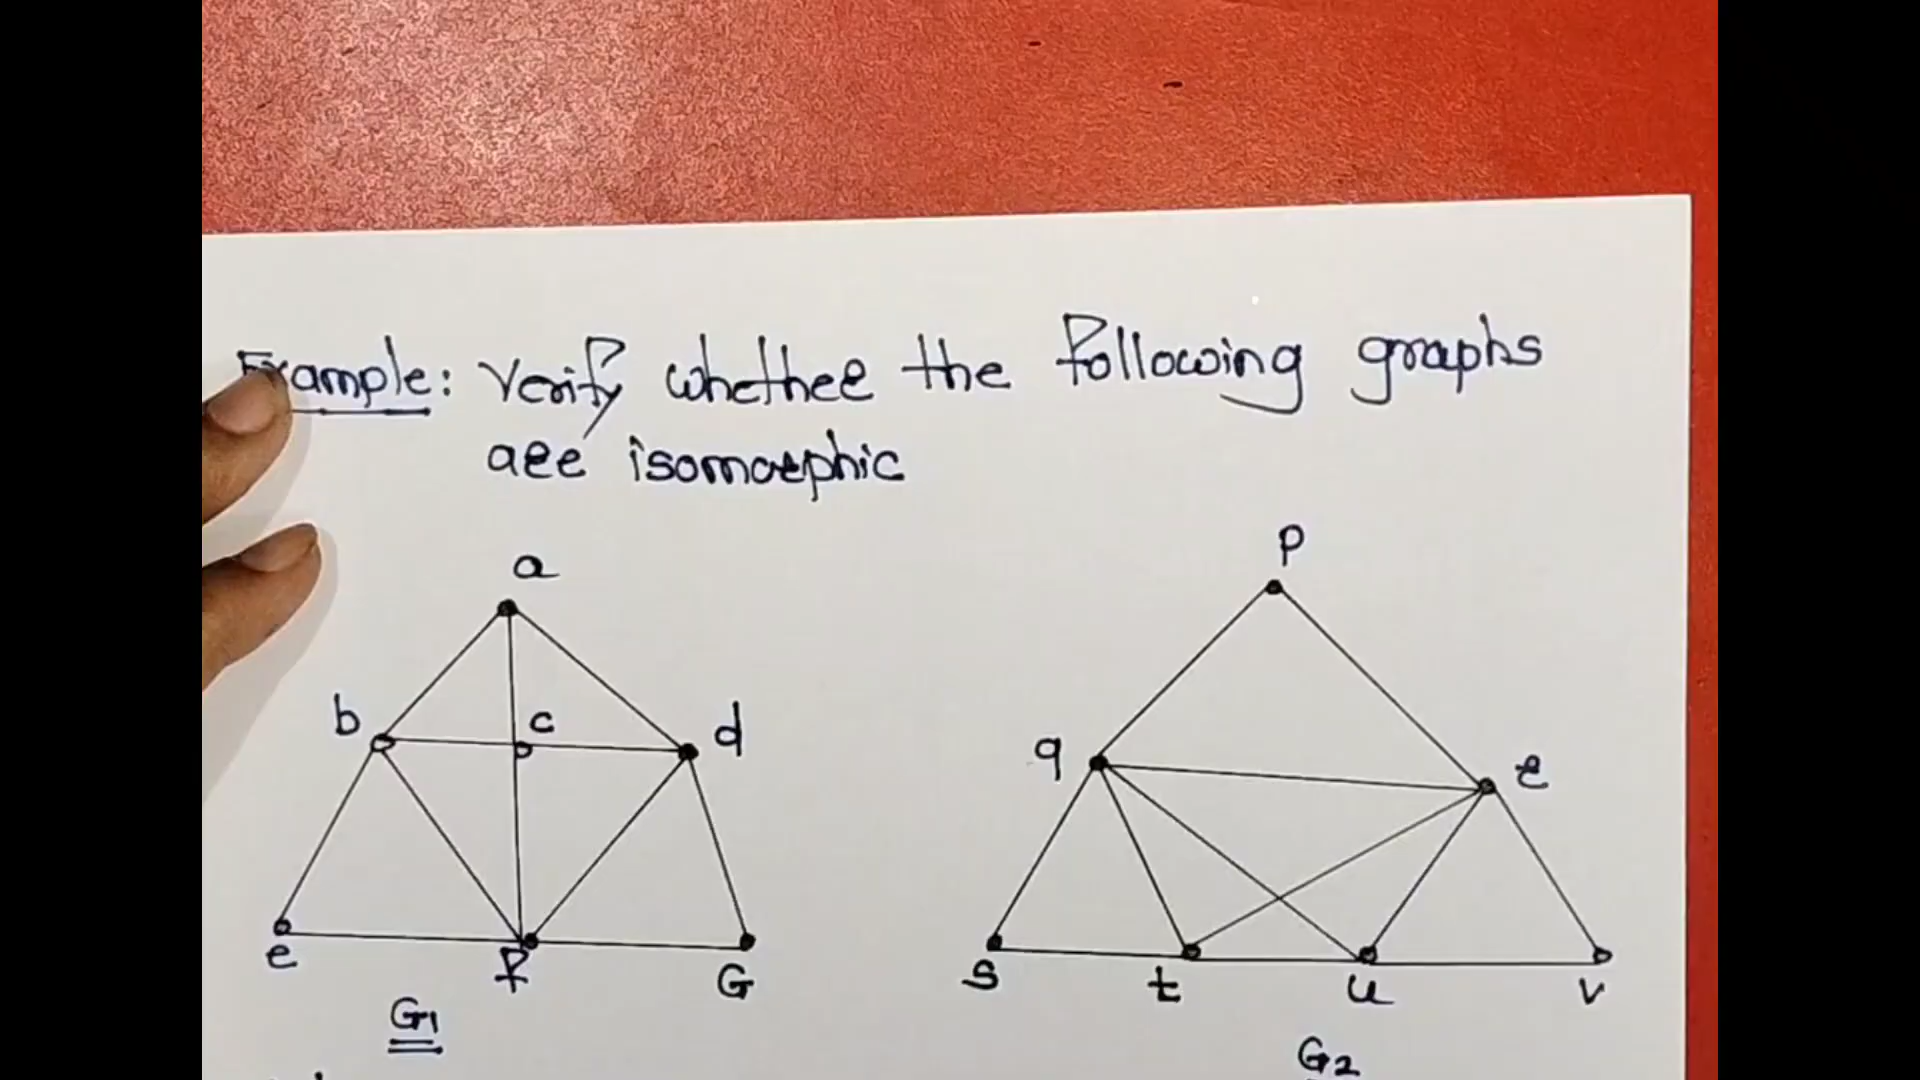 Example: Verify whether the following graphs
are isomorphic
a
p
b
c
d
q
r
e
f
G
s
t
u
v
G1
G2